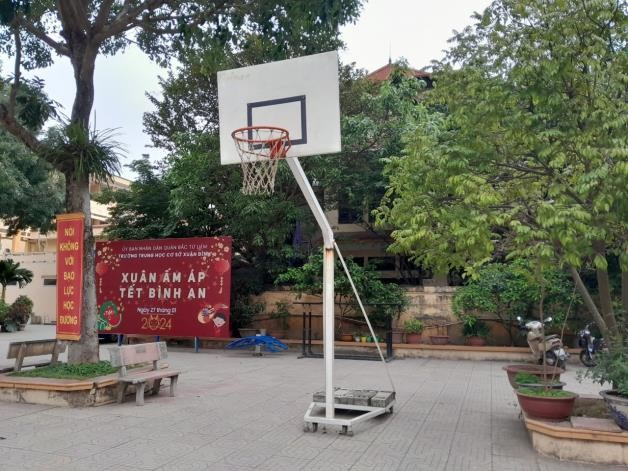 NÓI
KHÔNG
VỚI
BẠO
LỰC
HỌC
ĐƯỜNG
ỦY BAN NHÂN DÂN QUẬN BẮC TỪ LIÊM
TRƯỜNG TRUNG HỌC CƠ SỞ XUÂN ĐỈNH
XUÂN ẤM ÁP
TẾT BÌNH AN
Ngày 27 tháng 01
2024